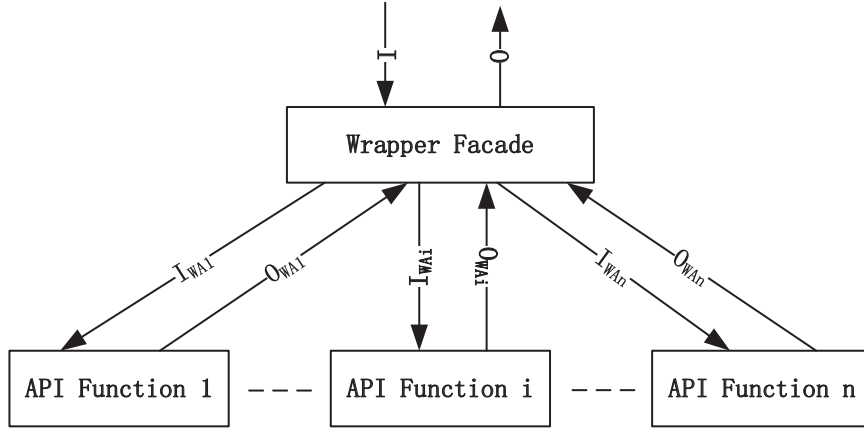 I
O
Wrapper Facade
I_WA1
O_WA1
I_WAi
O_WAi
I_WAn
O_WAn
API Function 1
API Function i
API Function n